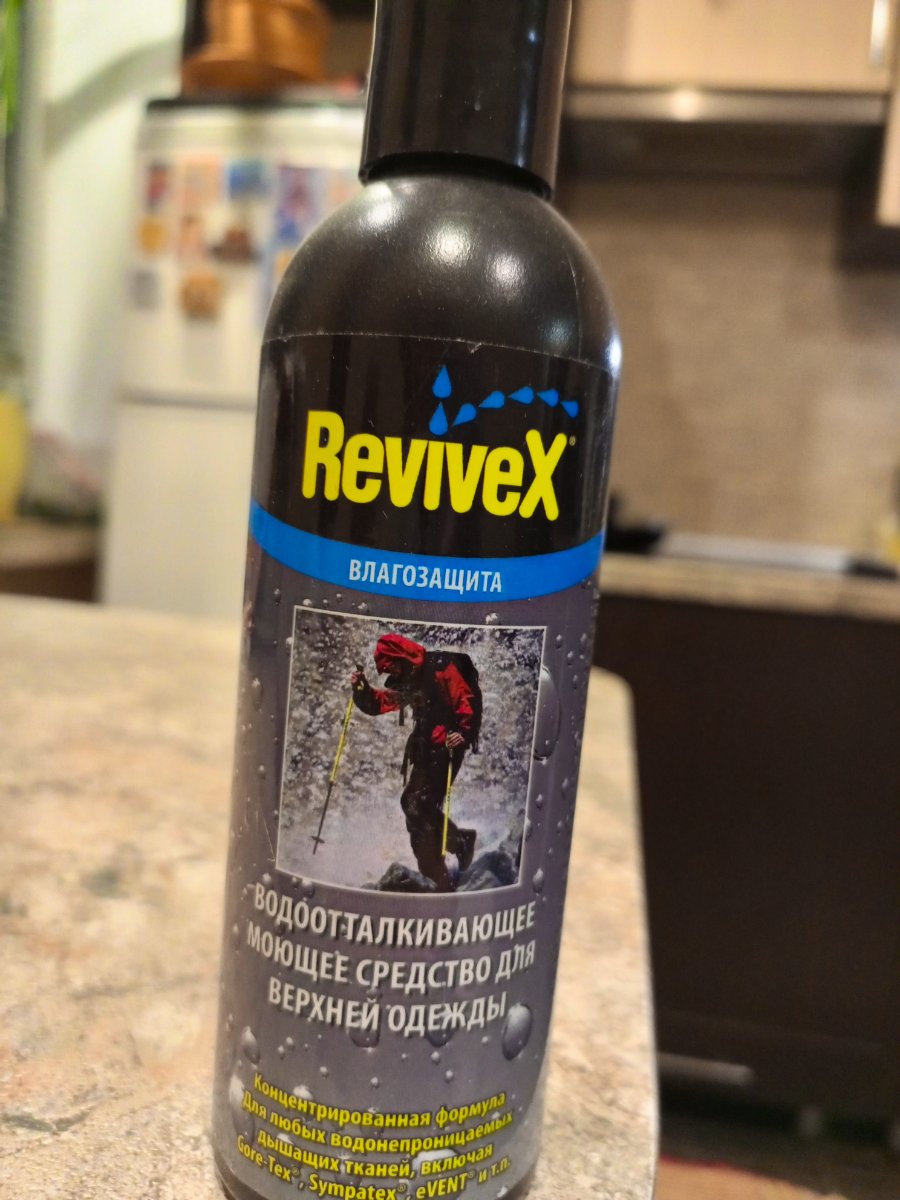 ReviveX®
ВЛАГОЗАЩИТА
ВОДООТТАЛКИВАЮЩЕЕ
МОЮЩЕЕ СРЕДСТВО ДЛЯ
ВЕРХНЕЙ ОДЕЖДЫ
Концентрированная формула
Для любых водонепроницаемых
дышащих тканей, включая
Gore-Tex®, Sympatex®, eVENT® и т.п.